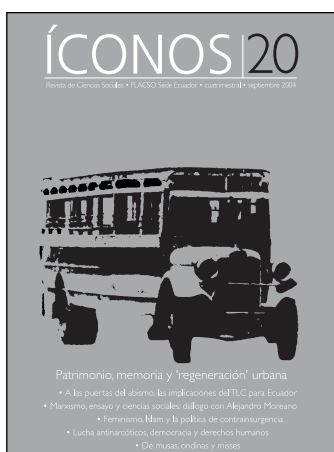 ÍCONOS|20
Revista de Ciencias Sociales • FLACSO Sede Ecuador • cuatrimestral • septiembre 2004
Patrimonio, memoria y 'regeneración' urbana
• A las puertas del abismo: las implicaciones del TLC para Ecuador
• Marxismo, ensayo y ciencias sociales: diálogo con Alejandro Moreano
• Feminismo, Islam y la política de contrainsurgencia
• Lucha antinarcóticos, democracia y derechos humanos
• De musas, ondinas y misses